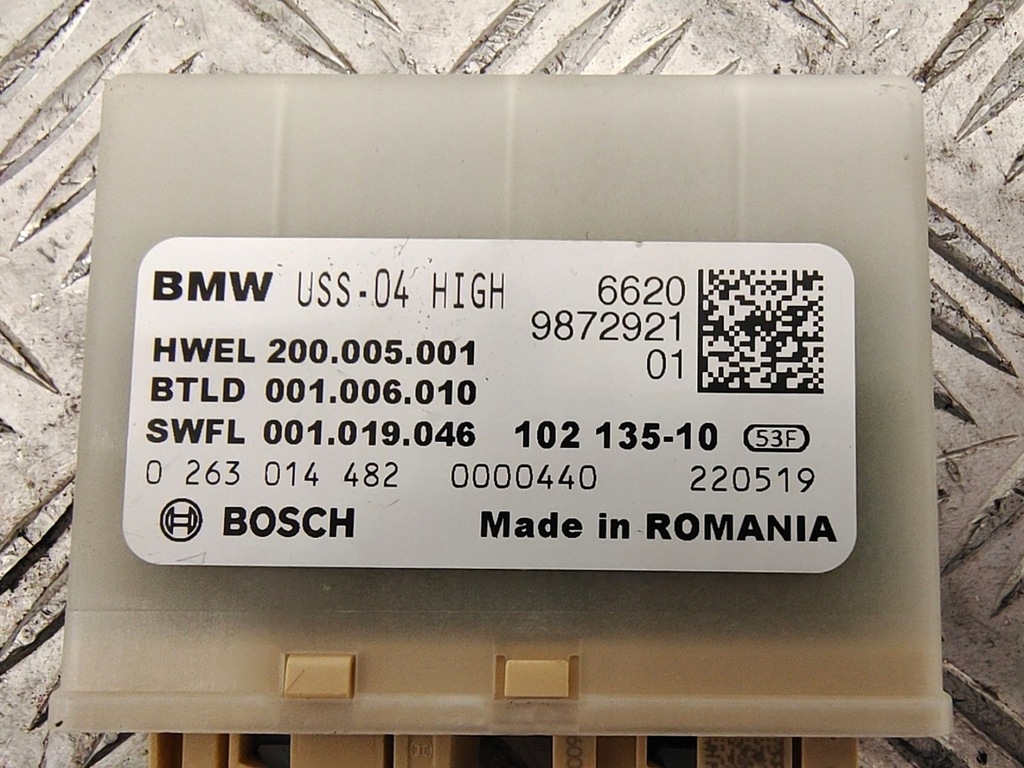 BMW USS-04 HIGH 6620
9872921
01
HWEL 200.005.001
BTLD 001.006.010
SWFL 001.019.046 102 135-10 53F
0 263 014 482 0000440 220519
BOSCH Made in ROMANIA